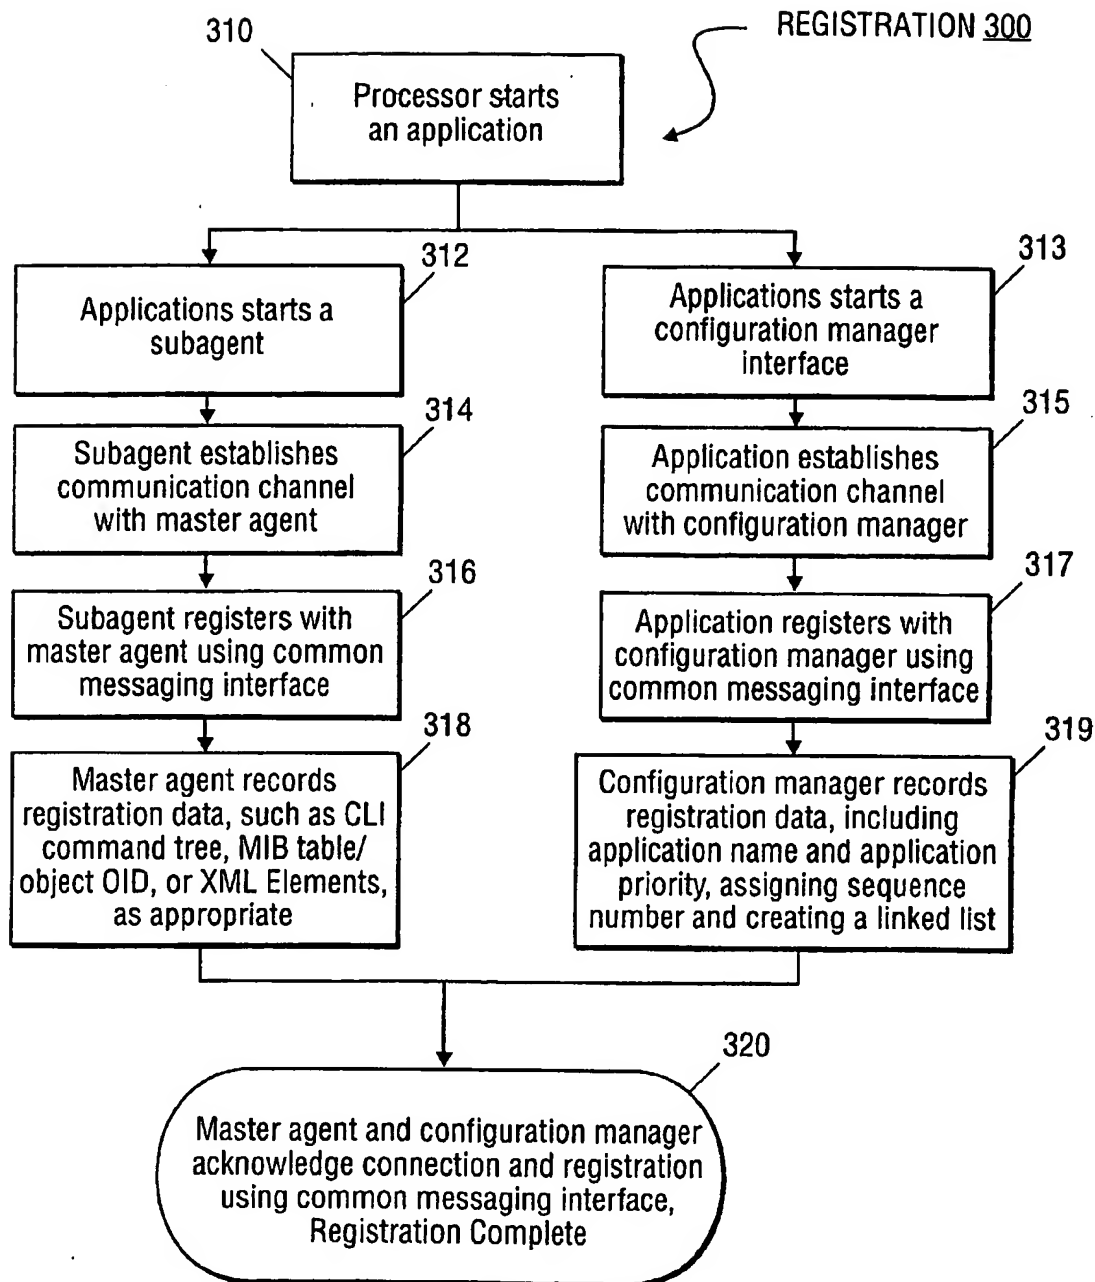 REGISTRATION 300
310
Processor starts
an application
312
Applications starts a
subagent
313
Applications starts a
configuration manager
interface
314
Subagent establishes
communication channel
with master agent
315
Application establishes
communication channel
with configuration manager
316
Subagent registers with
master agent using common
messaging interface
317
Application registers with
configuration manager using
common messaging interface
318
Master agent records
registration data, such as CLI
command tree, MIB table/
object OID, or XML Elements,
as appropriate
319
Configuration manager records
registration data, including
application name and application
priority, assigning sequence
number and creating a linked list
320
Master agent and configuration manager
acknowledge connection and registration
using common messaging interface,
Registration Complete